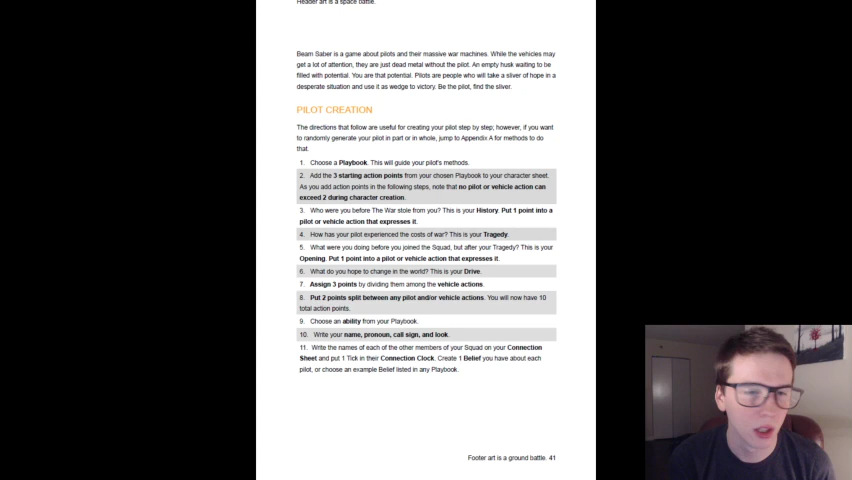 Header art is a space battle.
Beam Saber is a game about pilots and their massive war machines. While the vehicles may
get a lot of attention, they are just dead metal without the pilot. An empty husk waiting to be
filled with potential. You are that potential. Pilots are people who will take a sliver of hope in a
desperate situation and use it as wedge to victory. Be the pilot, find the sliver.
PILOT CREATION
The directions that follow are useful for creating your pilot step by step; however, if you want
to randomly generate your pilot in part or in whole, jump to Appendix A for methods to do
that.
1. Choose a Playbook. This will guide your pilot's methods.
2. Add the 3 starting action points from your chosen Playbook to your character sheet.
As you add action points in the following steps, note that no pilot or vehicle action can
exceed 2 during character creation.
3. Who were you before The War stole from you? This is your History. Put 1 point into a
pilot or vehicle action that expresses it.
4. How has your pilot experienced the costs of war? This is your Tragedy.
5. What were you doing before you joined the Squad, but after your Tragedy? This is your
Opening. Put 1 point into a pilot or vehicle action that expresses it.
6. What do you hope to change in the world? This is your Drive.
7. Assign 3 points by dividing them among the vehicle actions.
8. Put 2 points split between any pilot and/or vehicle actions. You will now have 10
total action points.
9. Choose an ability from your Playbook.
10. Write your name, pronoun, call sign, and look.
11. Write the names of each of the other members of your Squad on your Connection
Sheet and put 1 Tick in their Connection Clock. Create 1 Belief you have about each
pilot, or choose an example Belief listed in any Playbook.
Footer art is a ground battle. 41